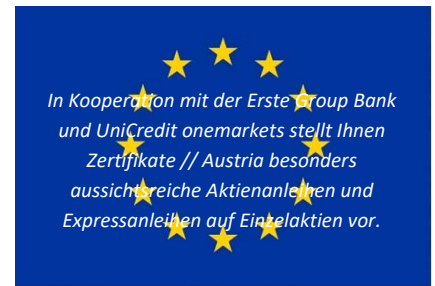 In Kooperation mit der Erste Group Bank
und UniCredit onemarkets stellt Ihnen
Zertifikate // Austria besonders
aussichtsreiche Aktienanleihen und
Expressanleihen auf Einzelaktien vor.